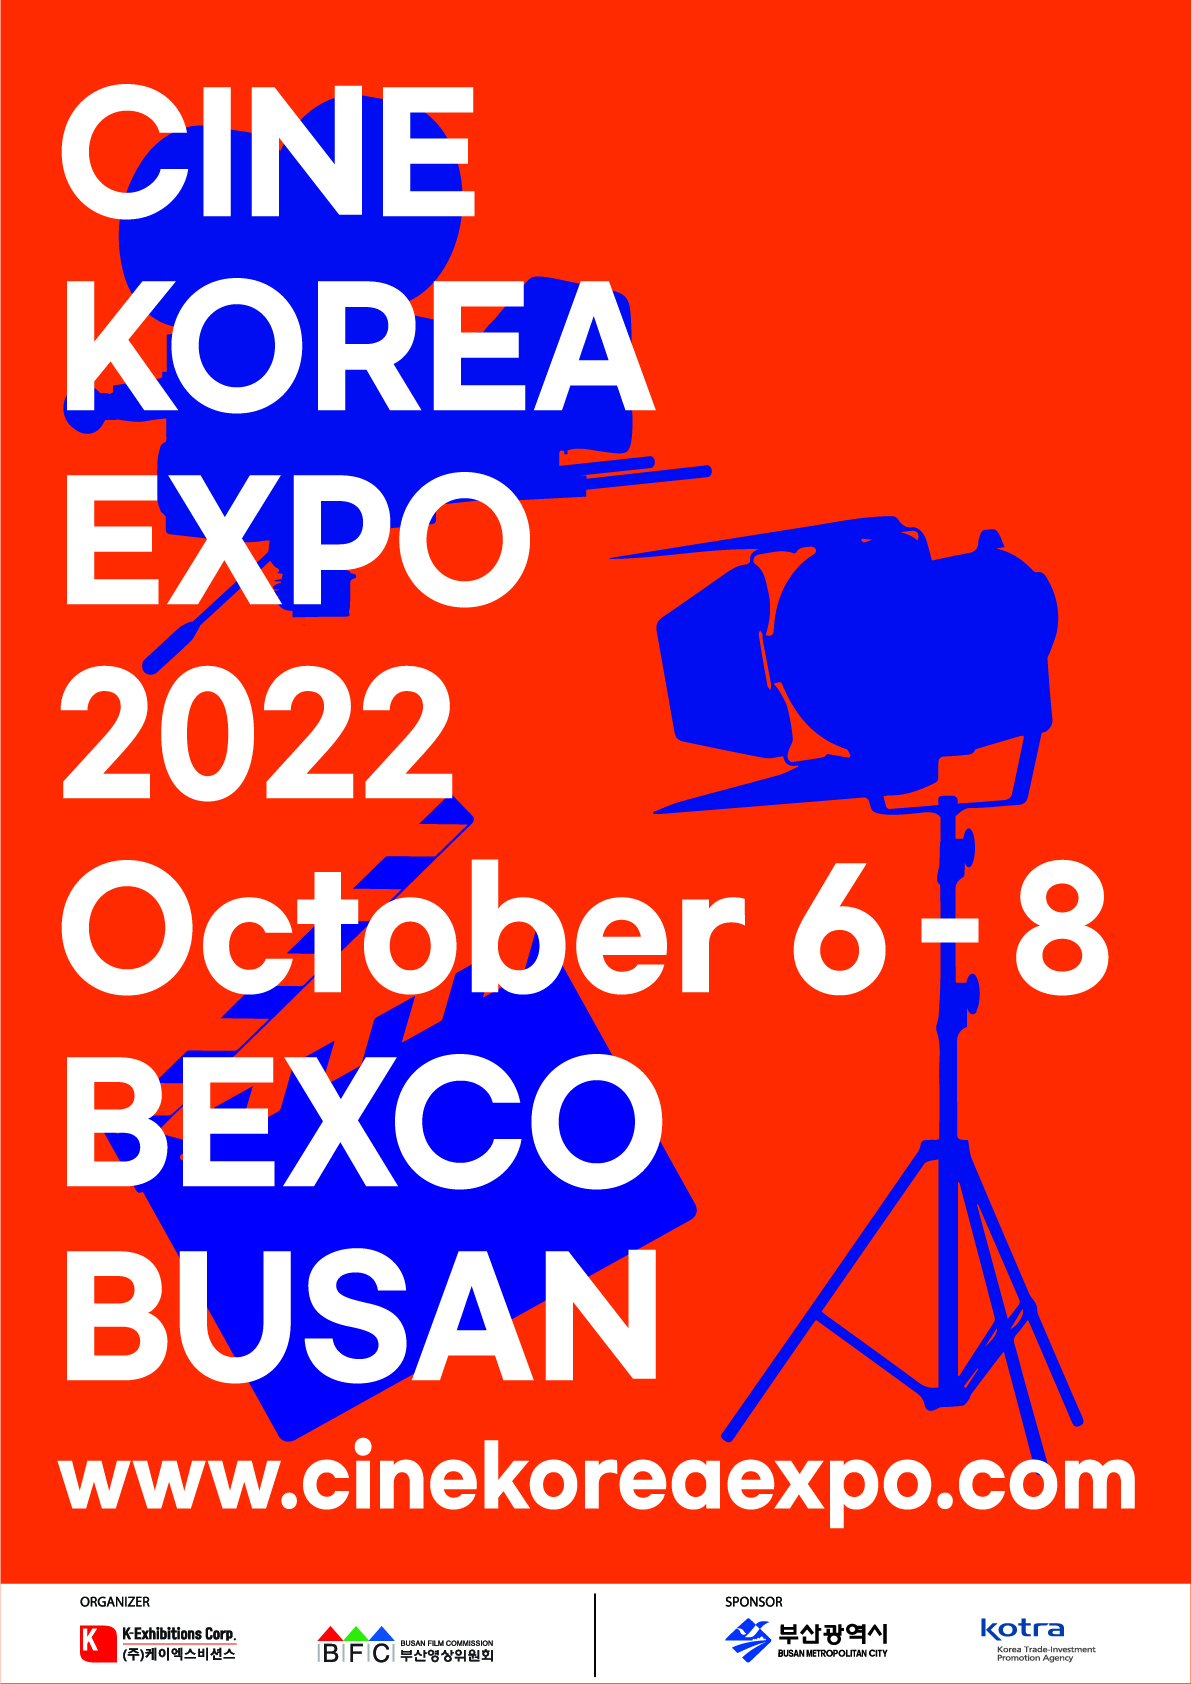 CINE
KOREA
EXPO
2022
October 6 - 8
BEXCO
BUSAN
www.cinekoreaexpo.com
ORGANIZER
K K-Exhibitions Corp.
(주)케이엑스비션스
BFC BUSAN FILM COMMISSION
부산영상위원회
SPONSOR
부산광역시
BUSAN METROPOLITAN CITY
kotra
Korea Trade-Investment
Promotion Agency